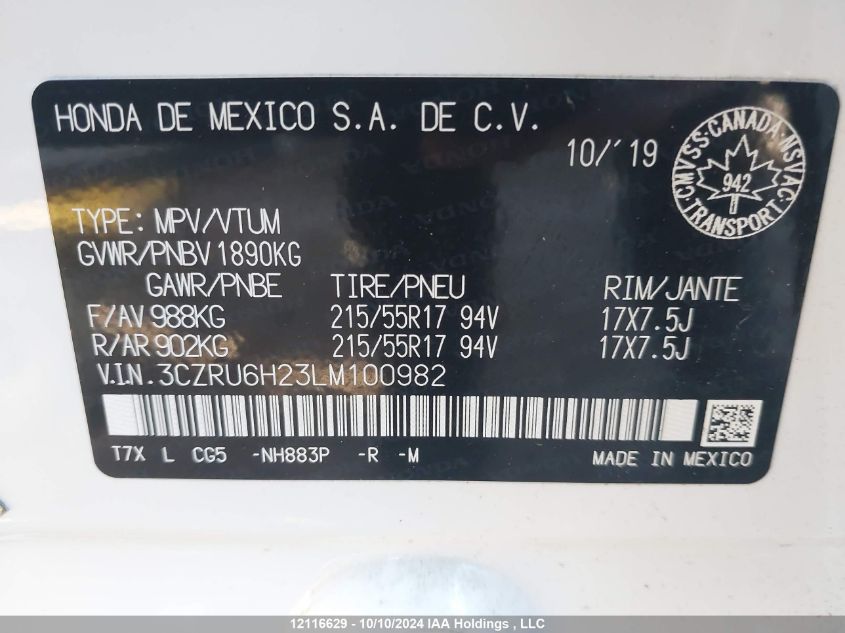 HONDA DE MEXICO S.A. DE C.V.
10/'19
CMVSS·CANADA·NSVAC
942
TRANSPORT
TYPE: MPV/VTUM
GVWR/PNBV 1890KG
GAWR/PNBE TIRE/PNEU RIM/JANTE
F/AV 988KG 215/55R17 94V 17X7.5J
R/AR 902KG 215/55R17 94V 17X7.5J
V.I.N. 3CZRU6H23LM100982
T7X L CG5 -NH883P -R -M MADE IN MEXICO
12116629 - 10/10/2024 IAA Holdings , LLC